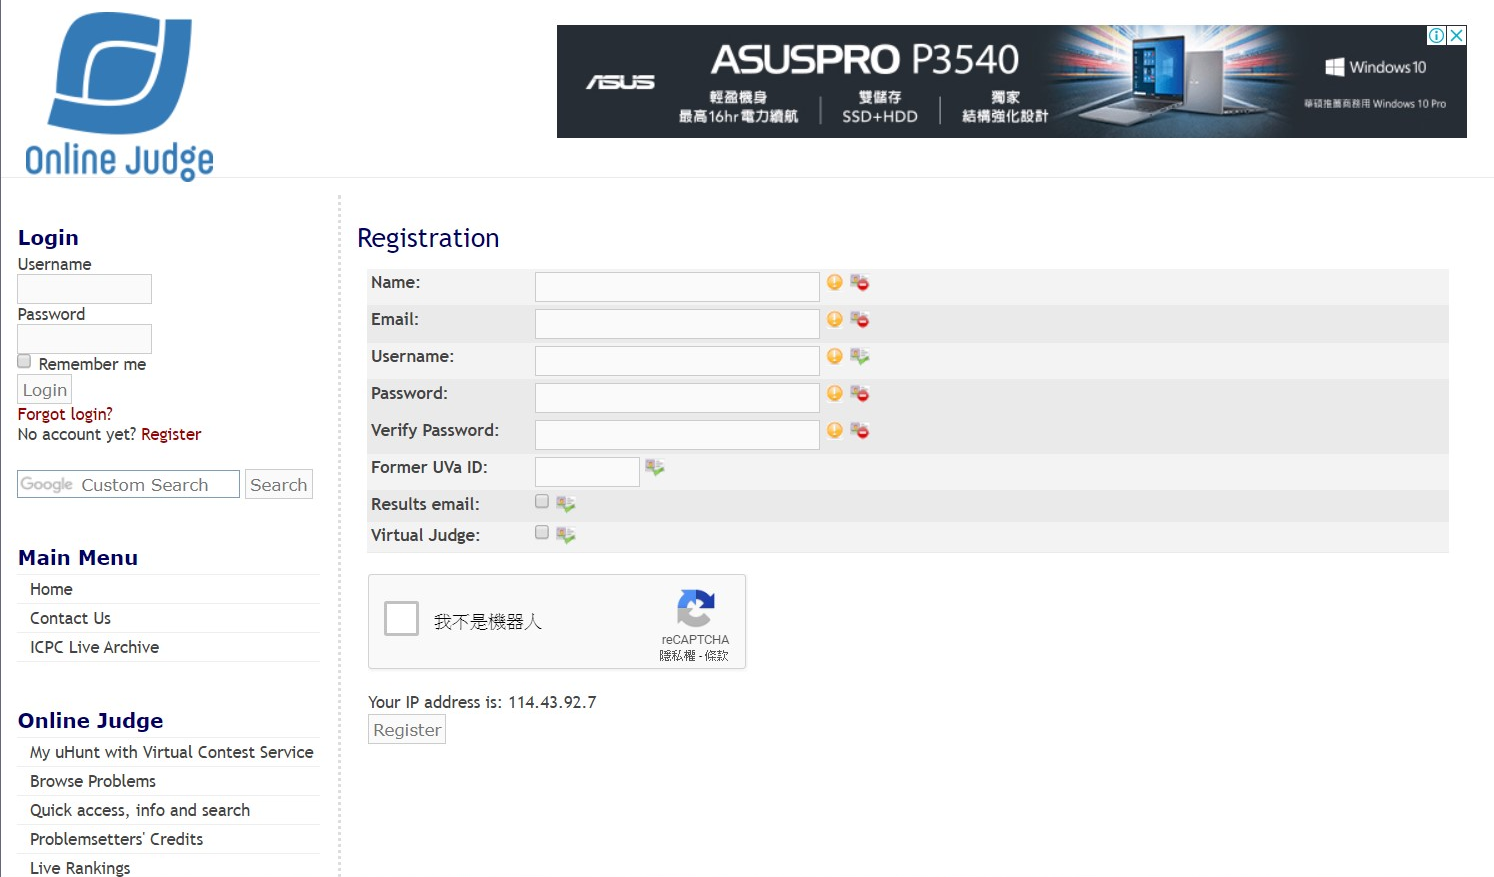 Online Judge
ASUS
ASUSPRO P3540
輕盈機身
最高16hr電力續航
雙儲存
SSD+HDD
獨家
結構強化設計
Windows 10
華碩推薦商務用 Windows 10 Pro
Login
Username
Password
Remember me
Login
Forgot login?
No account yet? Register
Google Custom Search Search
Main Menu
Home
Contact Us
ICPC Live Archive
Online Judge
My uHunt with Virtual Contest Service
Browse Problems
Quick access, info and search
Problemsetters' Credits
Live Rankings
Registration
Name:
Email:
Username:
Password:
Verify Password:
Former UVa ID:
Results email:
Virtual Judge:
我不是機器人
reCAPTCHA
隱私權 - 條款
Your IP address is: 114.43.92.7
Register